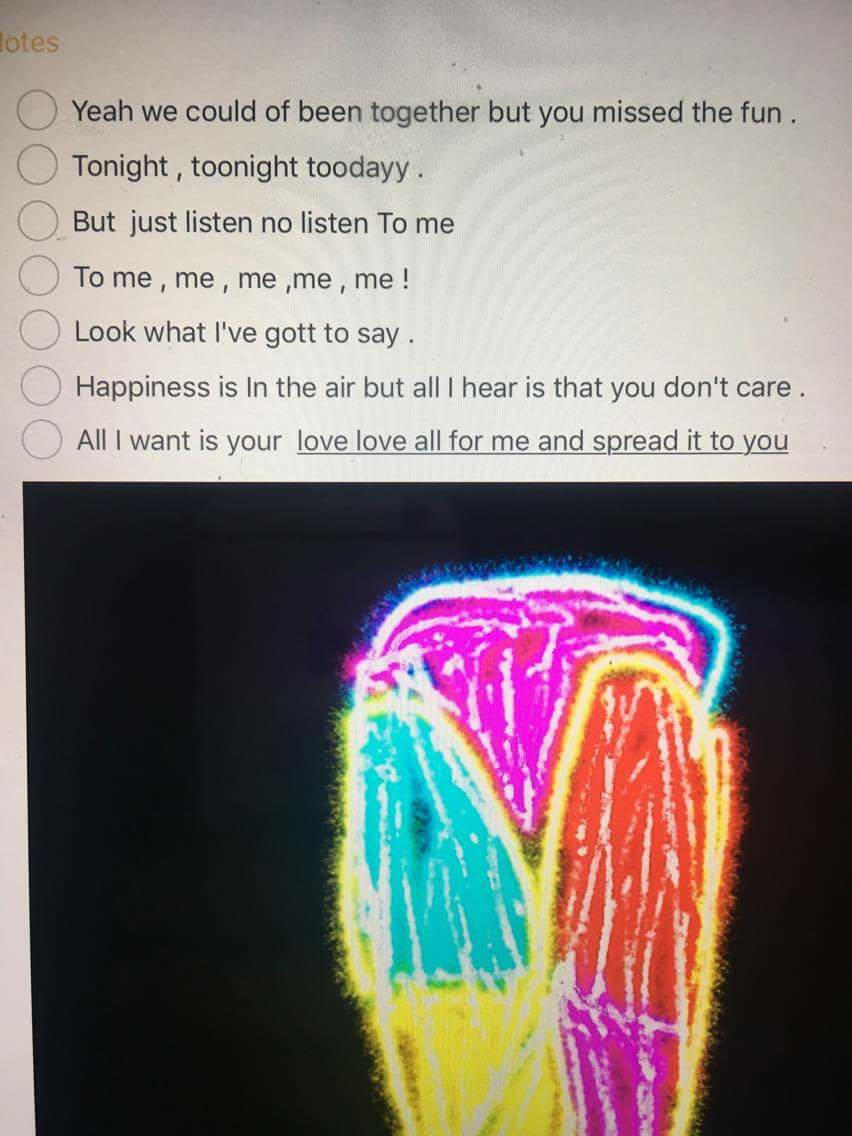 Yeah we could of been together but you missed the fun .
Tonight , toonight toodayy .
But  just listen no listen To me
To me , me , me ,me , me !
Look what I've gott to say .
Happiness is In the air but all I hear is that you don't care .
All I want is your  love love all for me and spread it to you